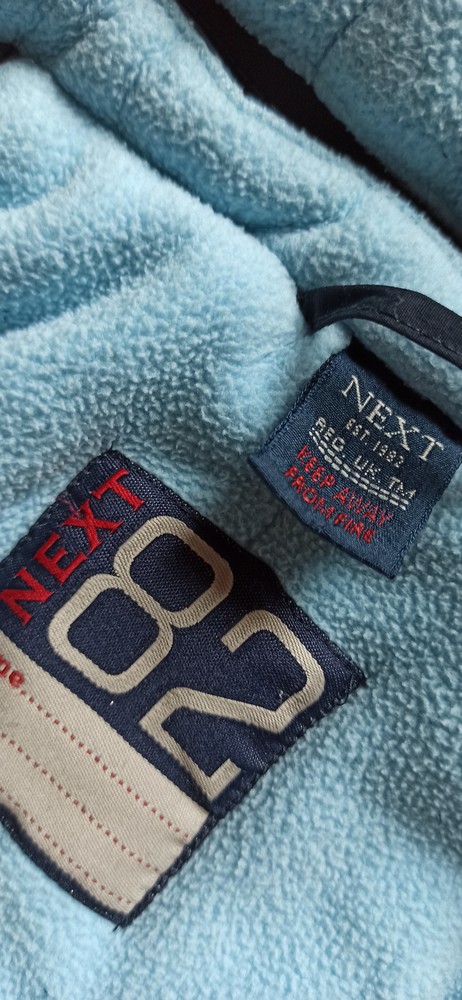 NEXT
EST. 1982
REG. UK. TM
KEEP AWAY
FROM FIRE
NEXT
82